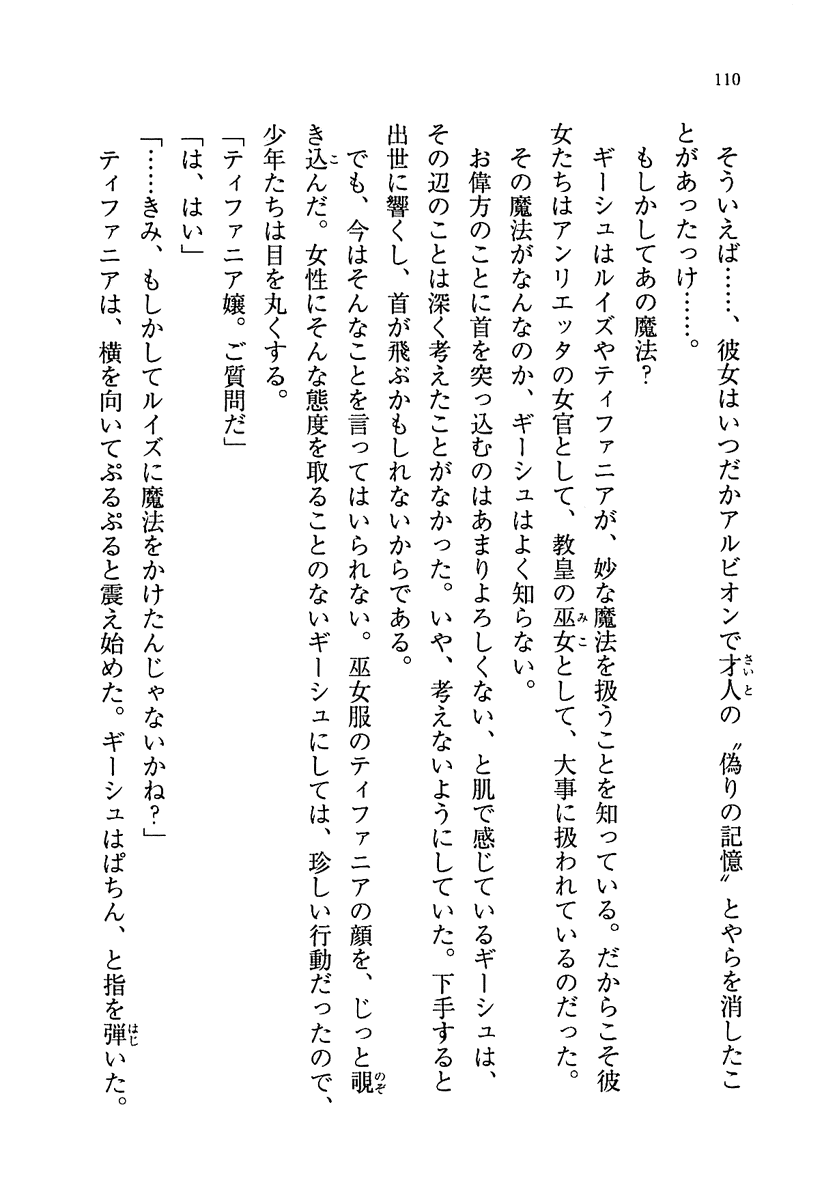 110
そういえば……、彼女はいつだかアルビオンで才人の〝偽りの記憶〟とやらを消したこ
とがあったっけ……。
もしかしてあの魔法？
ギーシュはルイズやティファニアが、妙な魔法を扱うことを知っている。だからこそ彼
女たちはアンリエッタの女官として、教皇の巫女として、大事に扱われているのだった。
その魔法がなんなのか、ギーシュはよく知らない。
お偉方のことに首を突っ込むのはあまりよろしくない、と肌で感じているギーシュは、
その辺のことは深く考えたことがなかった。いや、考えないようにしていた。下手すると
出世に響くし、首が飛ぶかもしれないからである。
でも、今はそんなことを言ってはいられない。巫女服のティファニアの顔を、じっと覗
き込んだ。女性にそんな態度を取ることのないギーシュにしては、珍しい行動だったので、
少年たちは目を丸くする。
「ティファニア嬢。ご質問だ」
「は、はい」
「……きみ、もしかしてルイズに魔法をかけたんじゃないかね？」
ティファニアは、横を向いてぷるぷると震え始めた。ギーシュはぱちん、と指を弾いた。